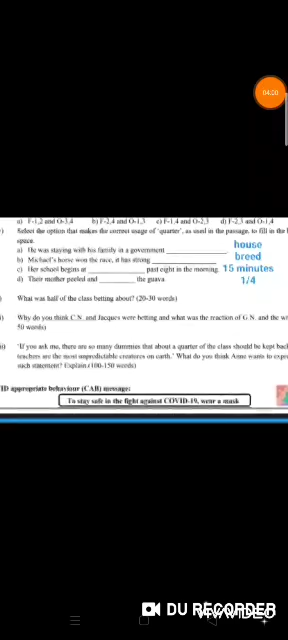 04:00
a) F-1,2 and O-3,4 b) F-2,4 and O-1,3 c) F-1,4 and O-2,3 d) F-2,3 and O-1,4
) Select the option that makes the correct usage of 'quarter', as used in the passage, to fill in the
space.
a) He was staying with his family in a government ____________ house
b) Michael's horse won the race, it has strong ____________ breed
c) Her school begins at ____________ past eight in the morning. 15 minutes
d) Their mother peeled and ________ the guava. 1/4
) What was half of the class betting about? (20-30 words)
i) Why do you think C.N. and Jacques were betting and what was the reaction of G.N. and the
50 words)
ii) 'If you ask me, there are so many dummies that about a quarter of the class should be kept
teachers are the most unpredictable creatures on earth.' What do you think Anne wants to
such statement? Explain.(100-150 words)
ID appropriate behaviour (CAB) message:
To stay safe in the fight against COVID-19, wear a mask
VIVAVIDEO
DU RECORDER